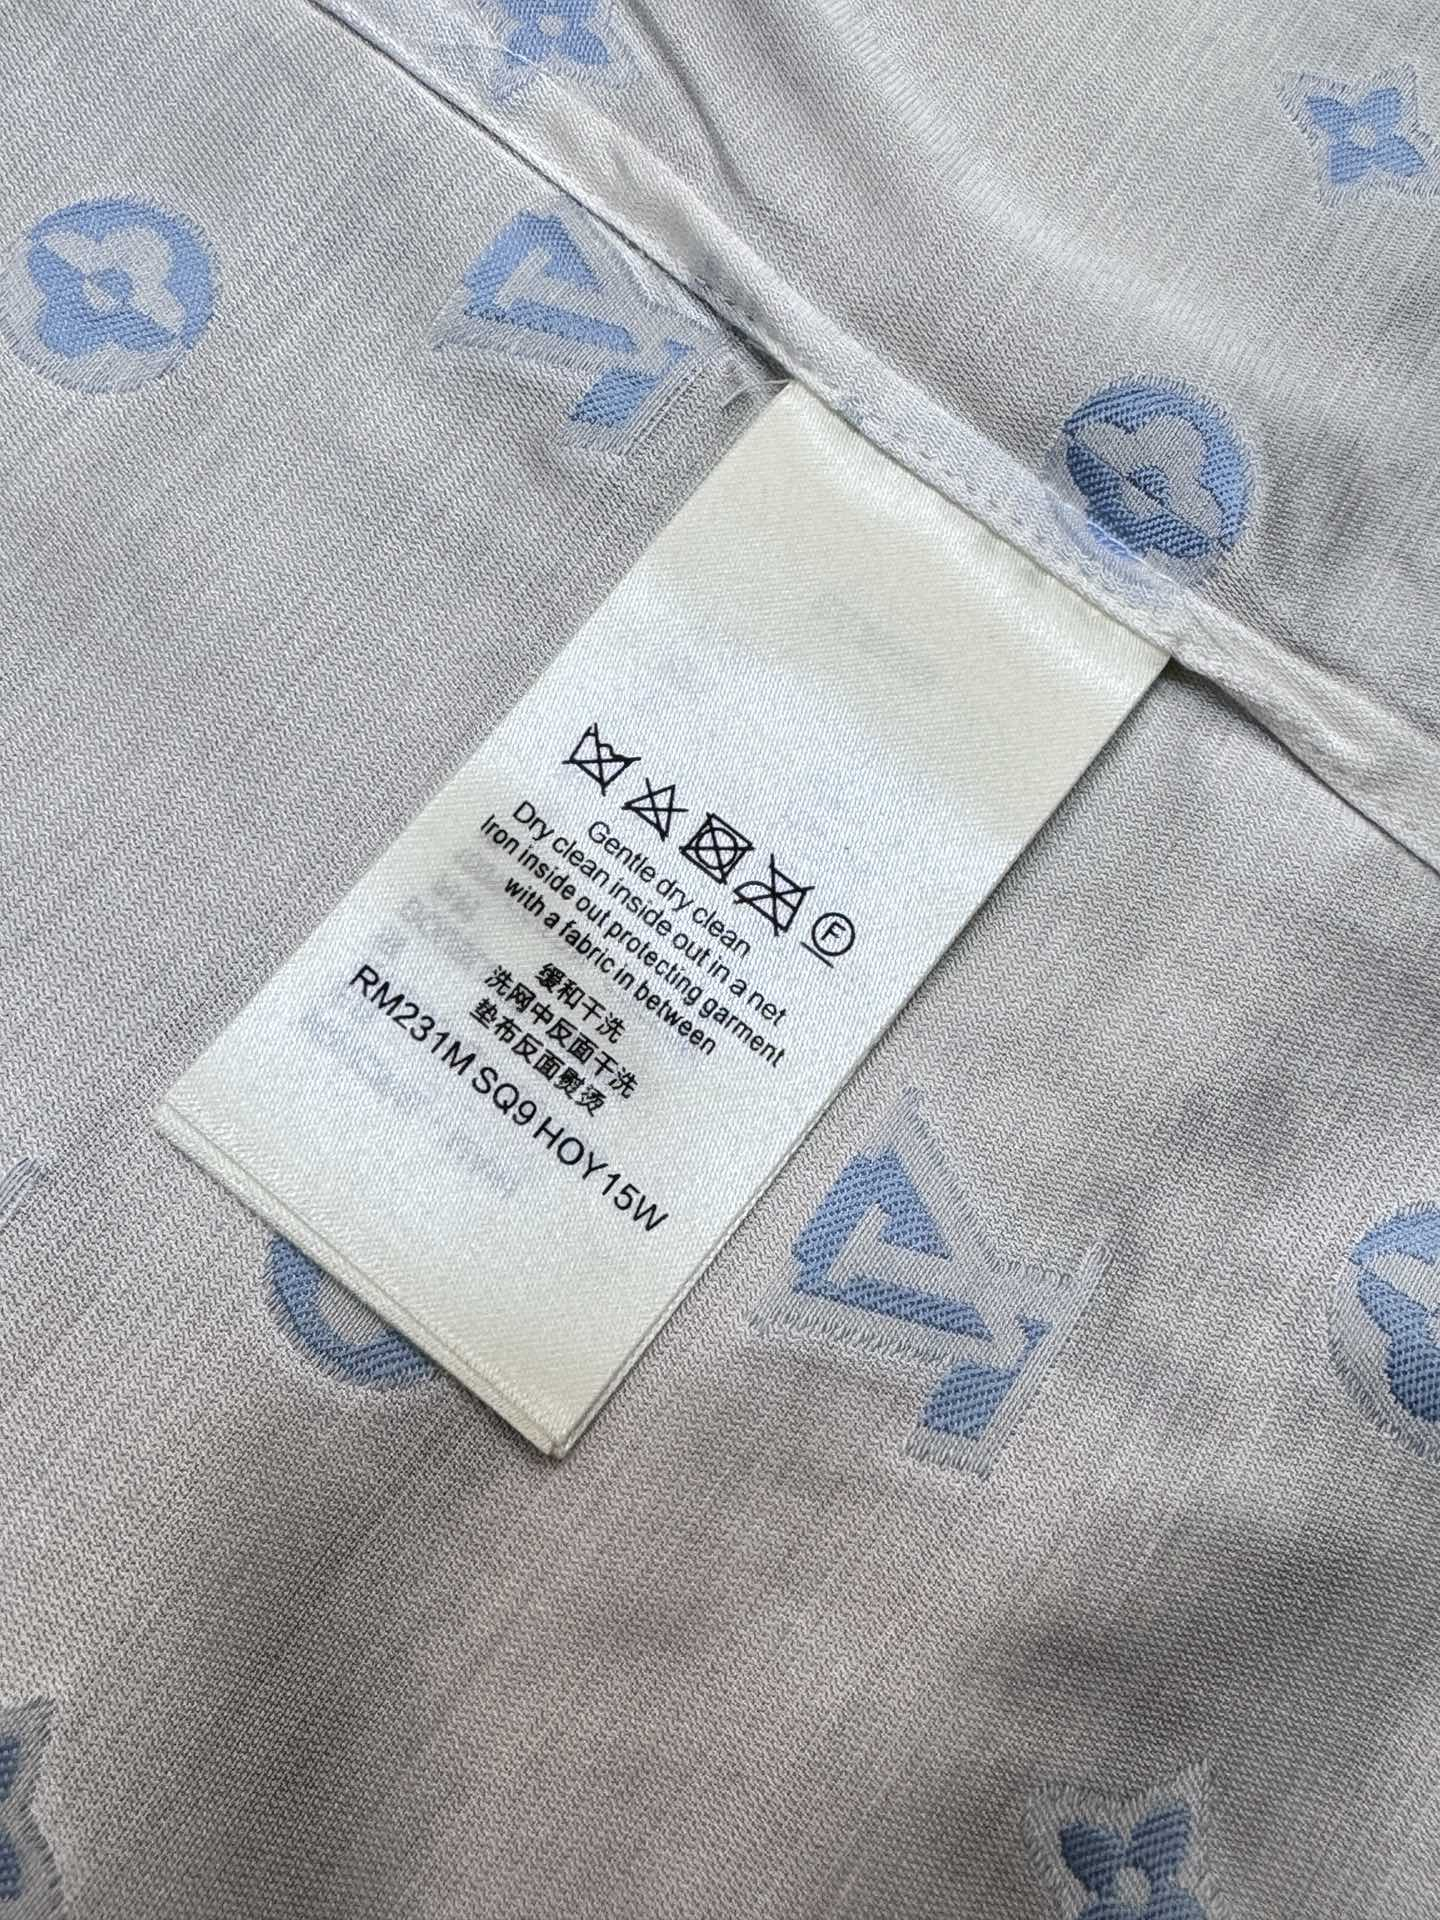 F
Gentle dry clean
Dry clean inside out in a net
Iron inside out protecting garment
with a fabric in between
缓和干洗
洗网中反面干洗
垫布反面熨烫
RM231M SQ9 HOY15W